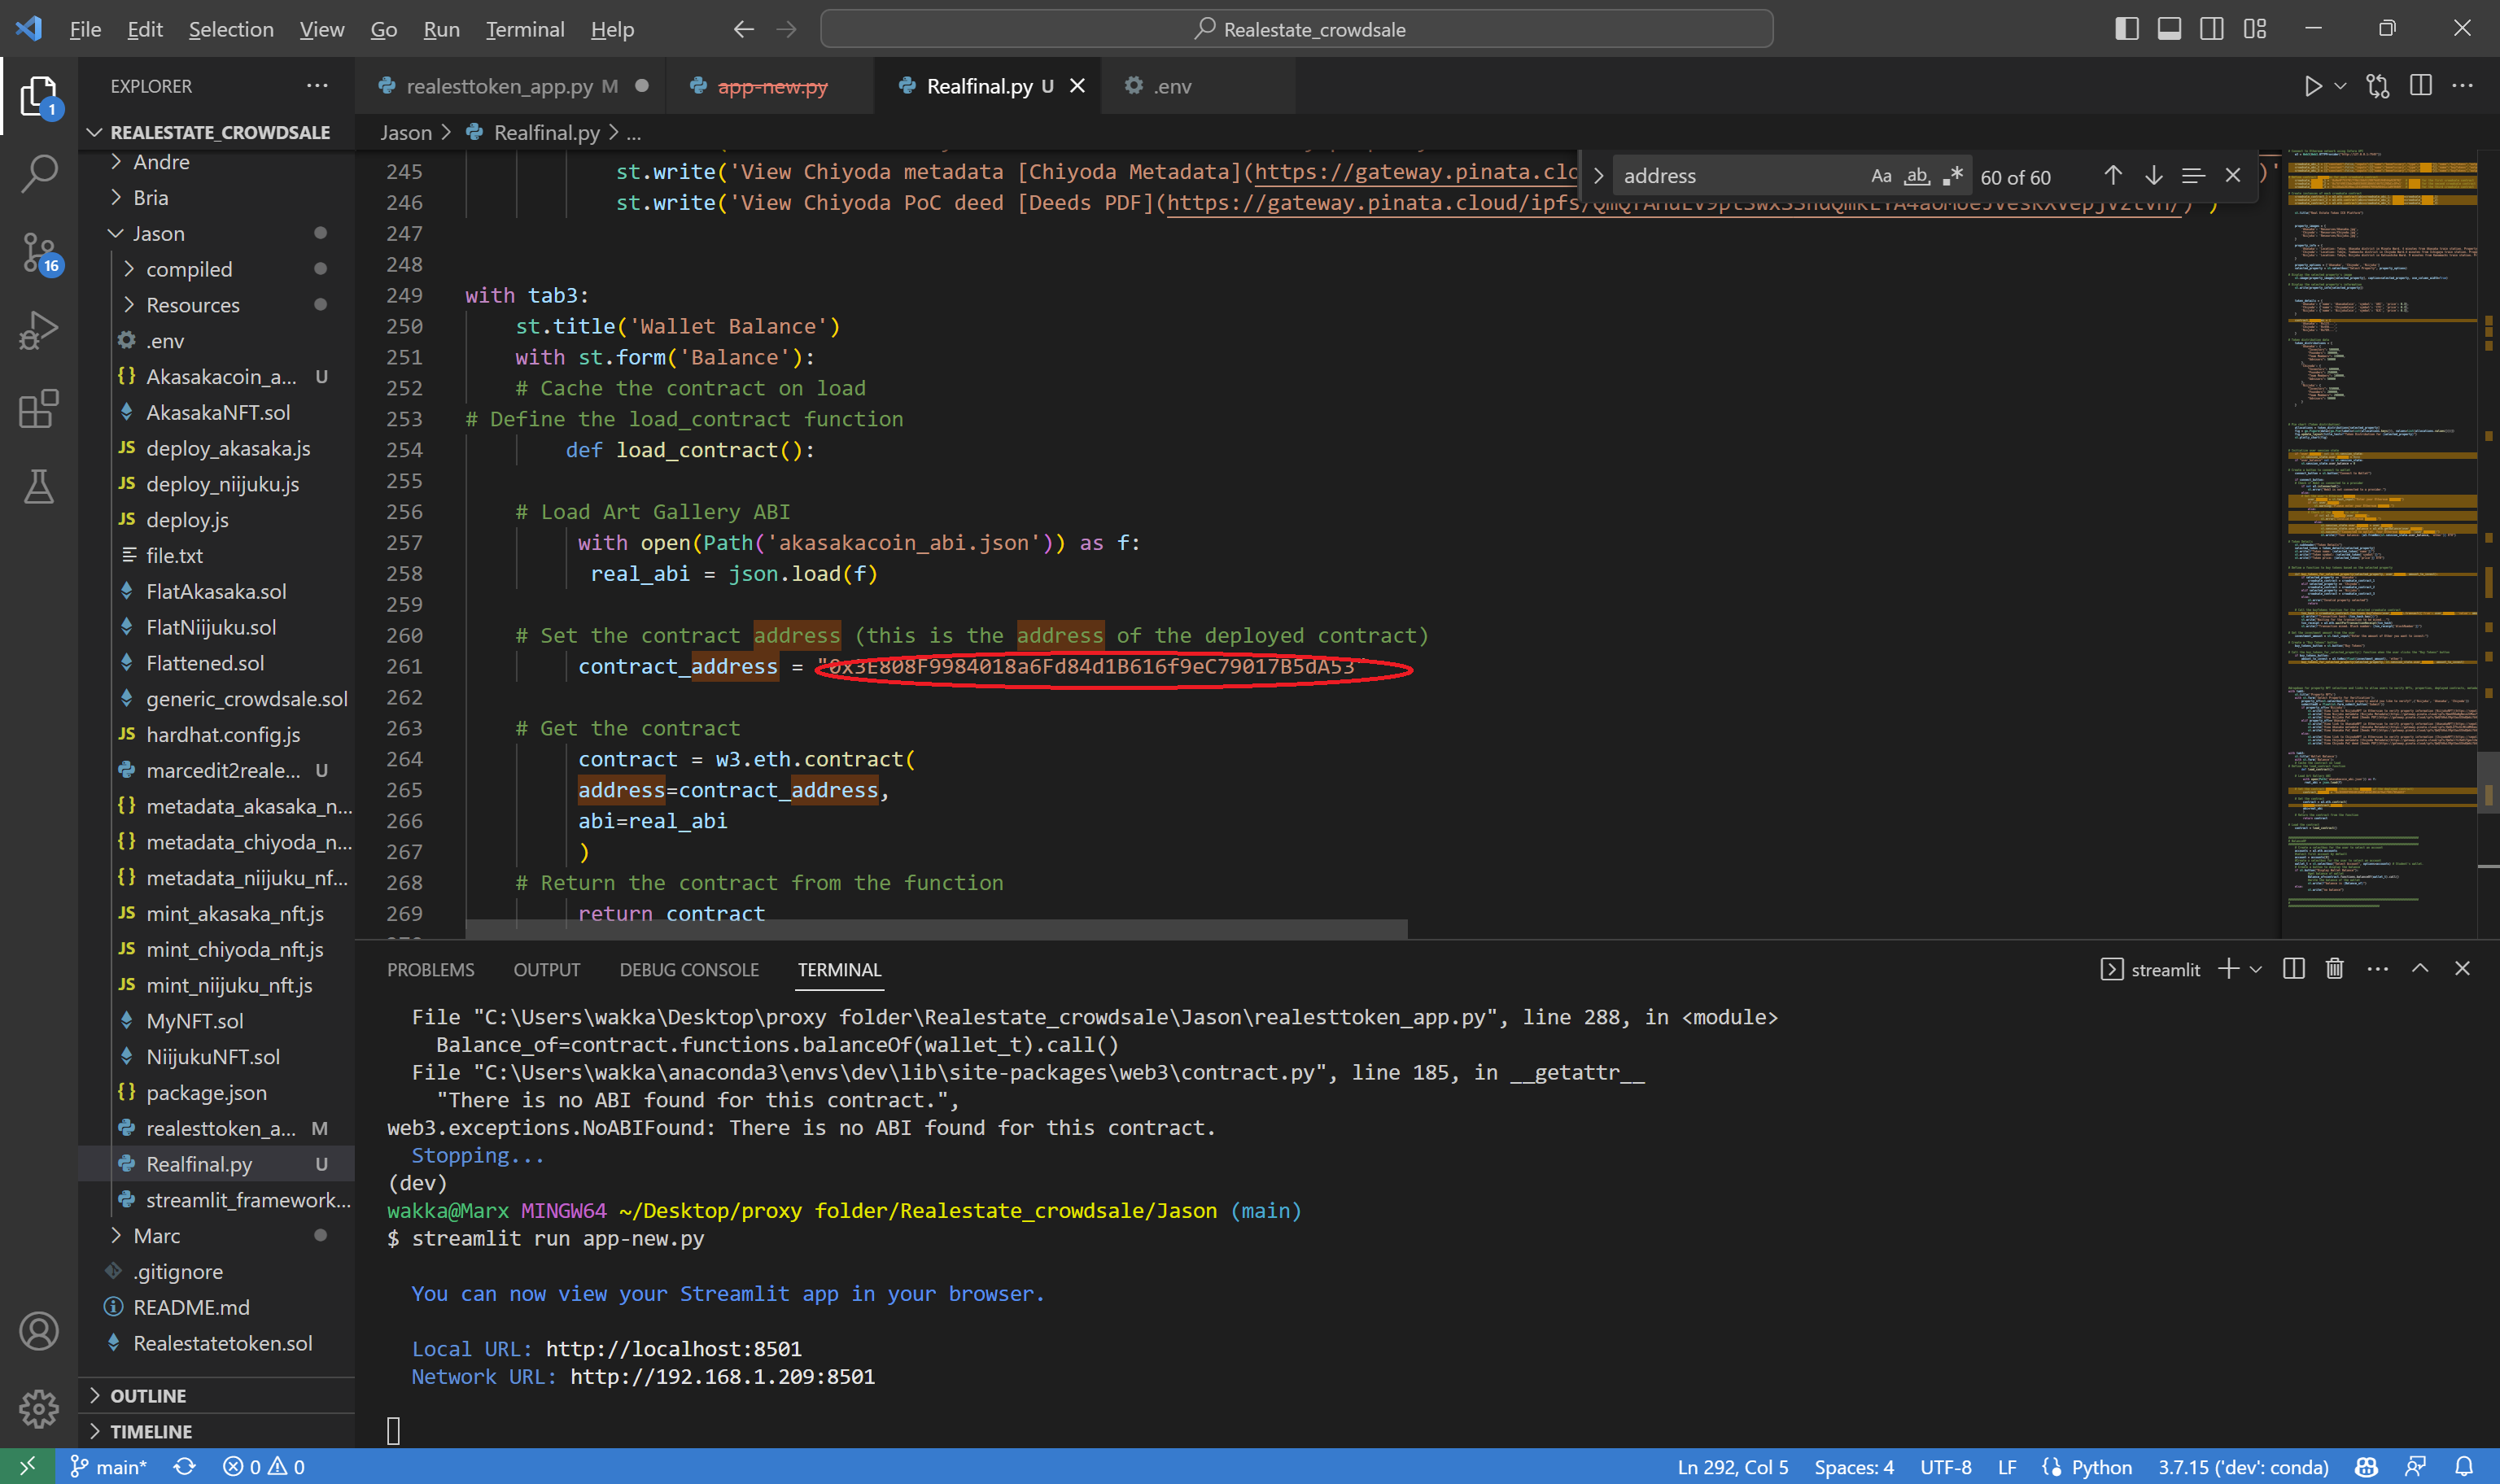 File Edit Selection View Go Run Terminal Help
Realestate_crowdsale
EXPLORER
realesttoken_app.py M
app-new.py
Realfinal.py U
.env
REALESTATE_CROWDSALE
Jason > Realfinal.py > ...
Andre
Bria
Jason
compiled
Resources
.env
Akasakacoin_a... U
AkasakaNFT.sol
JS deploy_akasaka.js
JS deploy_niijuku.js
JS deploy.js
file.txt
FlatAkasaka.sol
FlatNiijuku.sol
Flattened.sol
generic_crowdsale.sol
JS hardhat.config.js
marcedit2reale... U
{} metadata_akasaka_n...
{} metadata_chiyoda_n...
{} metadata_niijuku_nf...
JS mint_akasaka_nft.js
JS mint_chiyoda_nft.js
JS mint_niijuku_nft.js
MyNFT.sol
NiijukuNFT.sol
{} package.json
realesttoken_a... M
Realfinal.py U
streamlit_framework...
Marc
.gitignore
README.md
Realestatetoken.sol
OUTLINE
TIMELINE
1
16
address
Aa ab .*
60 of 60
245 st.write('View Chiyoda metadata [Chiyoda Metadata](https://gateway.pinata.clo
246 st.write('View Chiyoda PoC deed [Deeds PDF](https://gateway.pinata.cloud/ipfs/
247
248
249 with tab3:
250 st.title('Wallet Balance')
251 with st.form('Balance'):
252 # Cache the contract on load
253 # Define the load_contract function
254 def load_contract():
255
256 # Load Art Gallery ABI
257 with open(Path('akasakacoin_abi.json')) as f:
258 real_abi = json.load(f)
259
260 # Set the contract address (this is the address of the deployed contract)
261 contract_address = "0x3E808F9984018a6Fd84d1B616f9eC79017B5dA53"
262
263 # Get the contract
264 contract = w3.eth.contract(
265 address=contract_address,
266 abi=real_abi
267 )
268 # Return the contract from the function
269 return contract
PROBLEMS OUTPUT DEBUG CONSOLE TERMINAL
streamlit
File "C:\Users\wakka\Desktop\proxy folder\Realestate_crowdsale\Jason\realesttoken_app.py", line 288, in <module>
Balance_of=contract.functions.balanceOf(wallet_t).call()
File "C:\Users\wakka\anaconda3\envs\dev\lib\site-packages\web3\contract.py", line 185, in __getattr__
"There is no ABI found for this contract.",
web3.exceptions.NoABIFound: There is no ABI found for this contract.
Stopping...
(dev)
wakka@Marx MINGW64 ~/Desktop/proxy folder/Realestate_crowdsale/Jason (main)
$ streamlit run app-new.py
You can now view your Streamlit app in your browser.
Local URL: http://localhost:8501
Network URL: http://192.168.1.209:8501
main* 0 0
Ln 292, Col 5 Spaces: 4 UTF-8 LF Python 3.7.15 ('dev': conda)